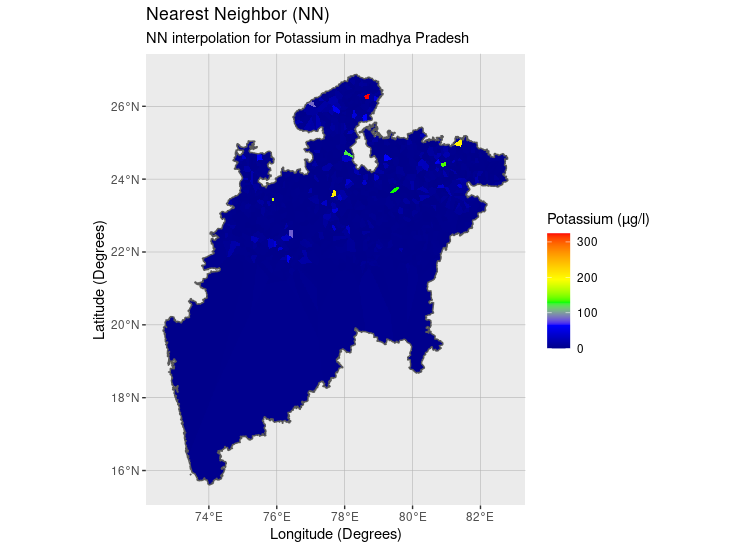 Nearest Neighbor (NN)
NN interpolation for Potassium in madhya Pradesh
26°N
24°N
22°N
20°N
18°N
16°N
Latitude (Degrees)
74°E 76°E 78°E 80°E 82°E
Longitude (Degrees)
Potassium (µg/l)
300
200
100
0